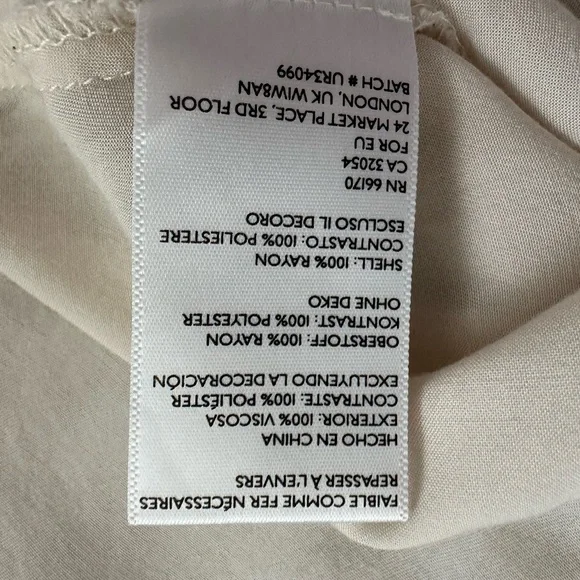 FAIBLE COMME FER NÉCESSAIRES
REPASSER À L'ENVERS
HECHO EN CHINA
EXTERIOR: 100% VISCOSA
CONTRASTE: 100% POLIÉSTER
EXCLUYENDO LA DECORACIÓN
OBERSTOFF: 100% RAYON
KONTRAST: 100% POLYESTER
OHNE DEKO
SHELL: 100% RAYON
CONTRASTO: 100% POLIESTERE
ESCLUSO IL DECORO
RN 66170
CA 32054
FOR EU
24 MARKET PLACE, 3RD FLOOR
LONDON, UK W1W8AN
BATCH # UR34099